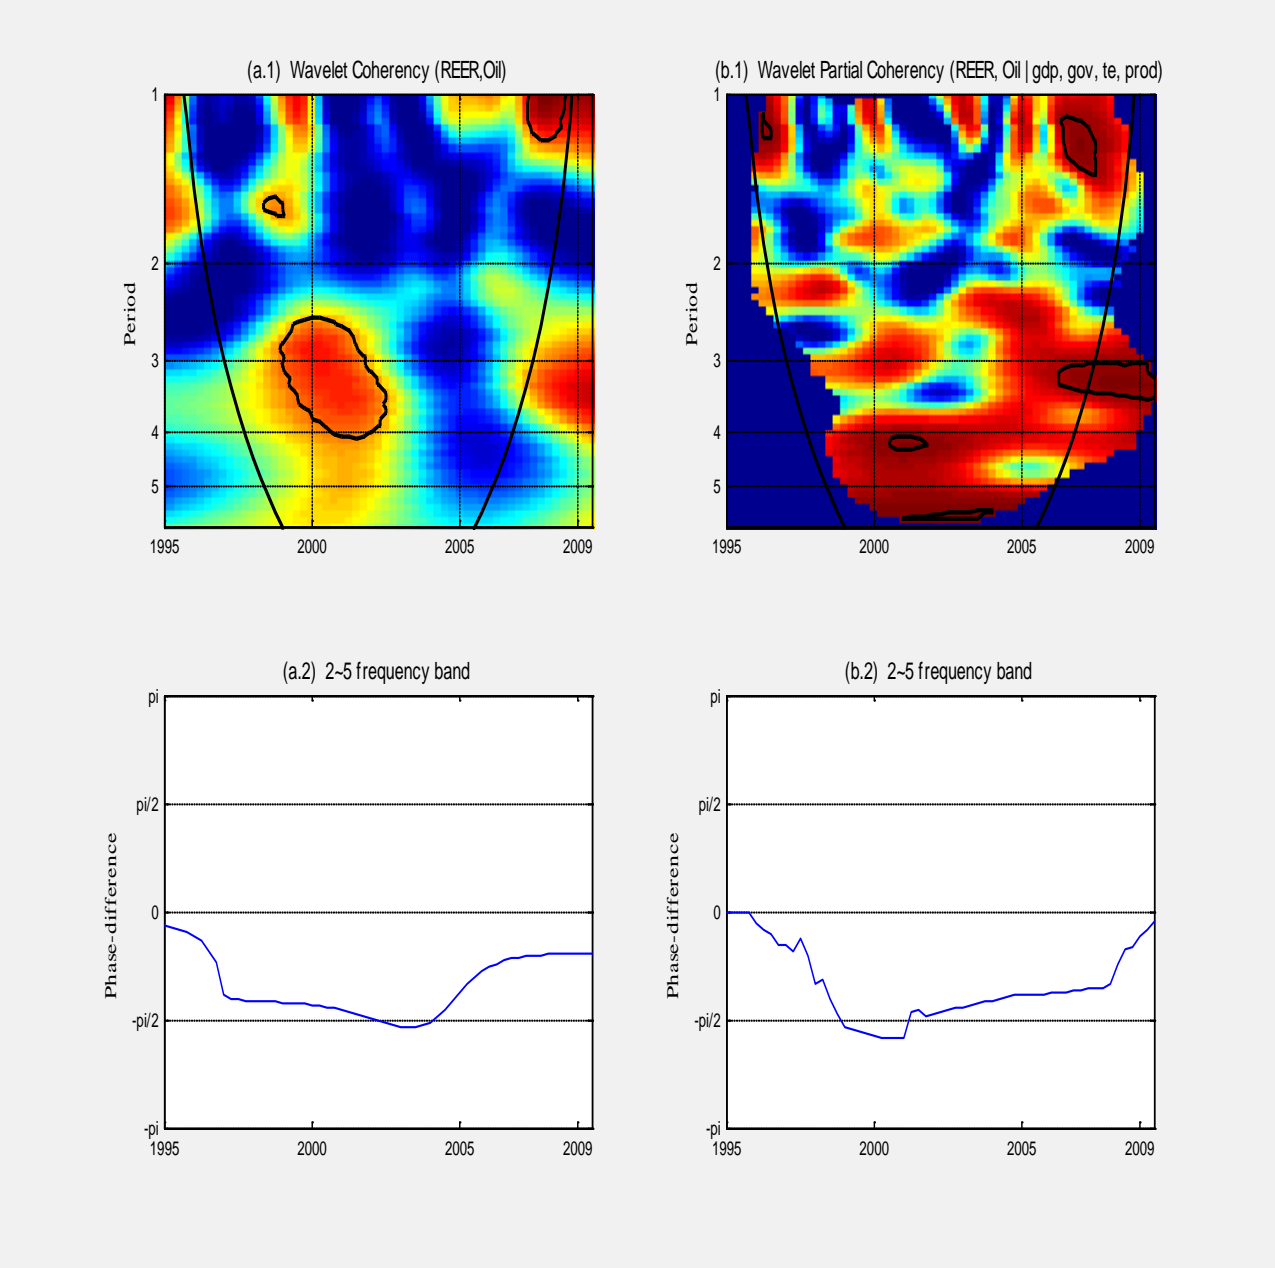 (a.1) Wavelet Coherency (REER,Oil)
(b.1) Wavelet Partial Coherency (REER, Oil | gdp, gov, te, prod)
1
2
3
4
5
Period
1995
2000
2005
2009
1
2
3
4
5
Period
1995
2000
2005
2009
(a.2) 2~5 frequency band
(b.2) 2~5 frequency band
pi
pi/2
0
-pi/2
-pi
Phase-difference
1995
2000
2005
2009
pi
pi/2
0
-pi/2
-pi
Phase-difference
1995
2000
2005
2009